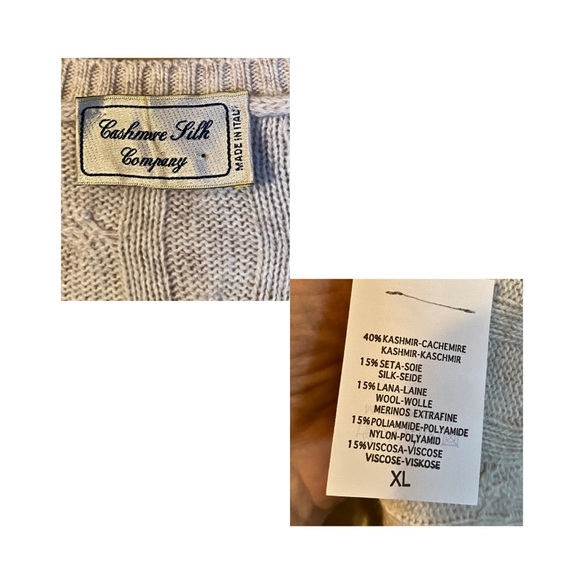 Cashmere Silk
Company
MADE IN ITALY
40%KASHMIR-CACHEMIRE
KASHMIR-KASCHMIR
15%SETA-SOIE
SILK-SEIDE
15%LANA-LAINE
WOOL-WOLLE
MERINOS EXTRAFINE
15%POLIAMMIDE-POLYAMIDE
NYLON-POLYAMID
15%VISCOSA-VISCOSE
VISCOSE-VISKOSE
XL